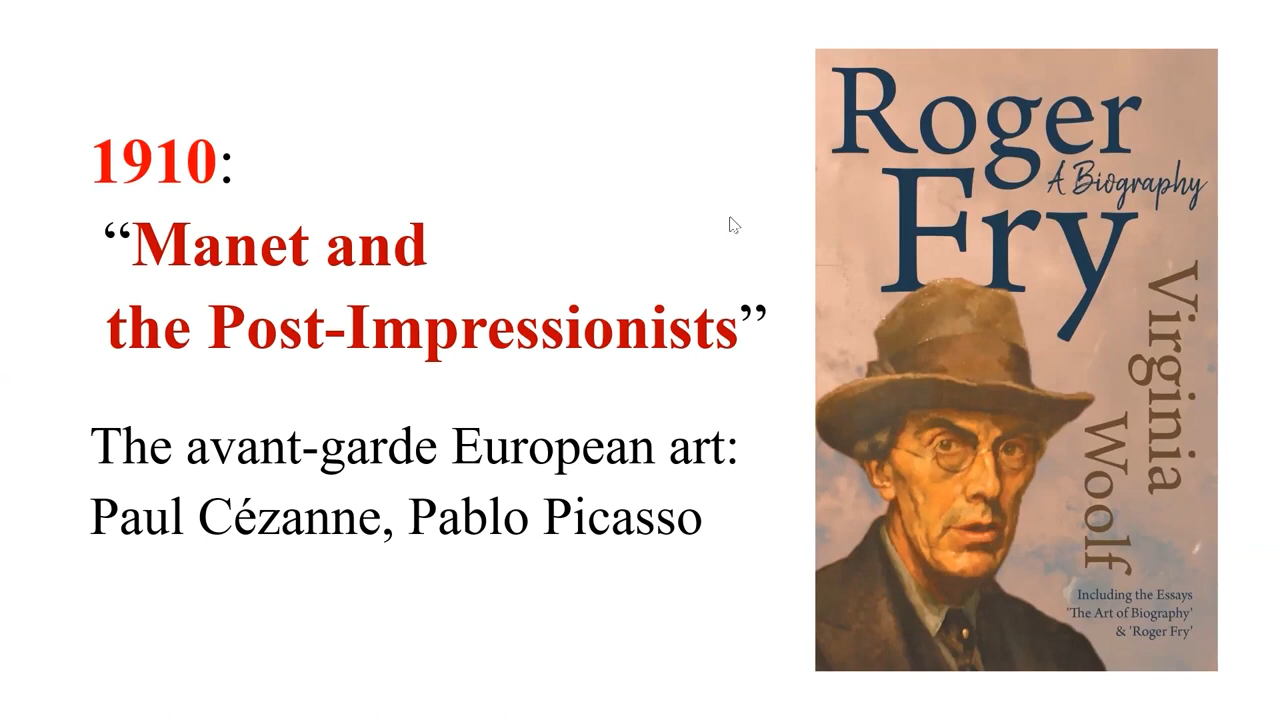 1910:
“Manet and
the Post-Impressionists”
The avant-garde European art:
Paul Cézanne, Pablo Picasso
Roger
Fry
A Biography
Virginia
Woolf
Including the Essays
'The Art of Biography'
& 'Roger Fry'